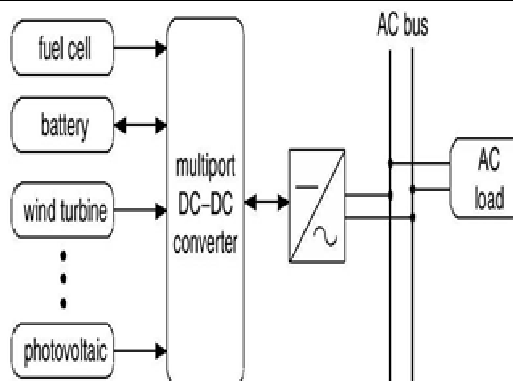 fuel cell
battery
wind turbine
photovoltaic
multiport
DC–DC
converter
AC bus
AC
load